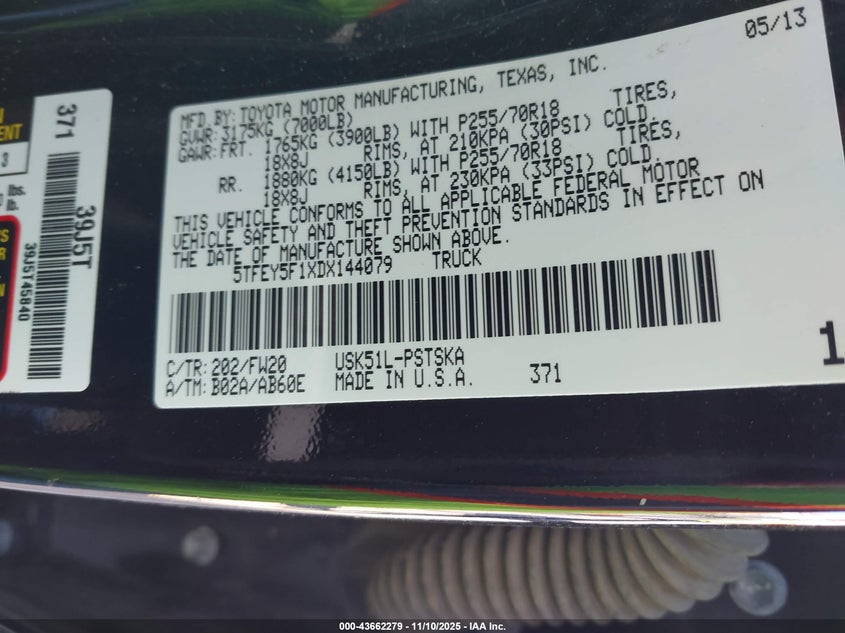 05/13
MFD BY: TOYOTA MOTOR MANUFACTURING, TEXAS, INC.
GVWR: 3175KG (7000LB)
GAWR: FRT. 1765KG (3900LB) WITH P255/70R18 TIRES,
18X8J RIMS, AT 210KPA (30PSI) COLD.
RR. 1880KG (4150LB) WITH P255/70R18 TIRES,
18X8J RIMS, AT 230KPA (33PSI) COLD.
THIS VEHICLE CONFORMS TO ALL APPLICABLE FEDERAL MOTOR
VEHICLE SAFETY AND THEFT PREVENTION STANDARDS IN EFFECT ON
THE DATE OF MANUFACTURE SHOWN ABOVE.
5TFEY5F1XDX144079 TRUCK
C/TR: 202/FW20 USK51L-PSTSKA
A/TM: B02A/AB60E MADE IN U.S.A. 371
1
371
39J5T
39J5T45840
3
lbs.
lb.
000-43662279 - 11/10/2025 - IAA Inc.